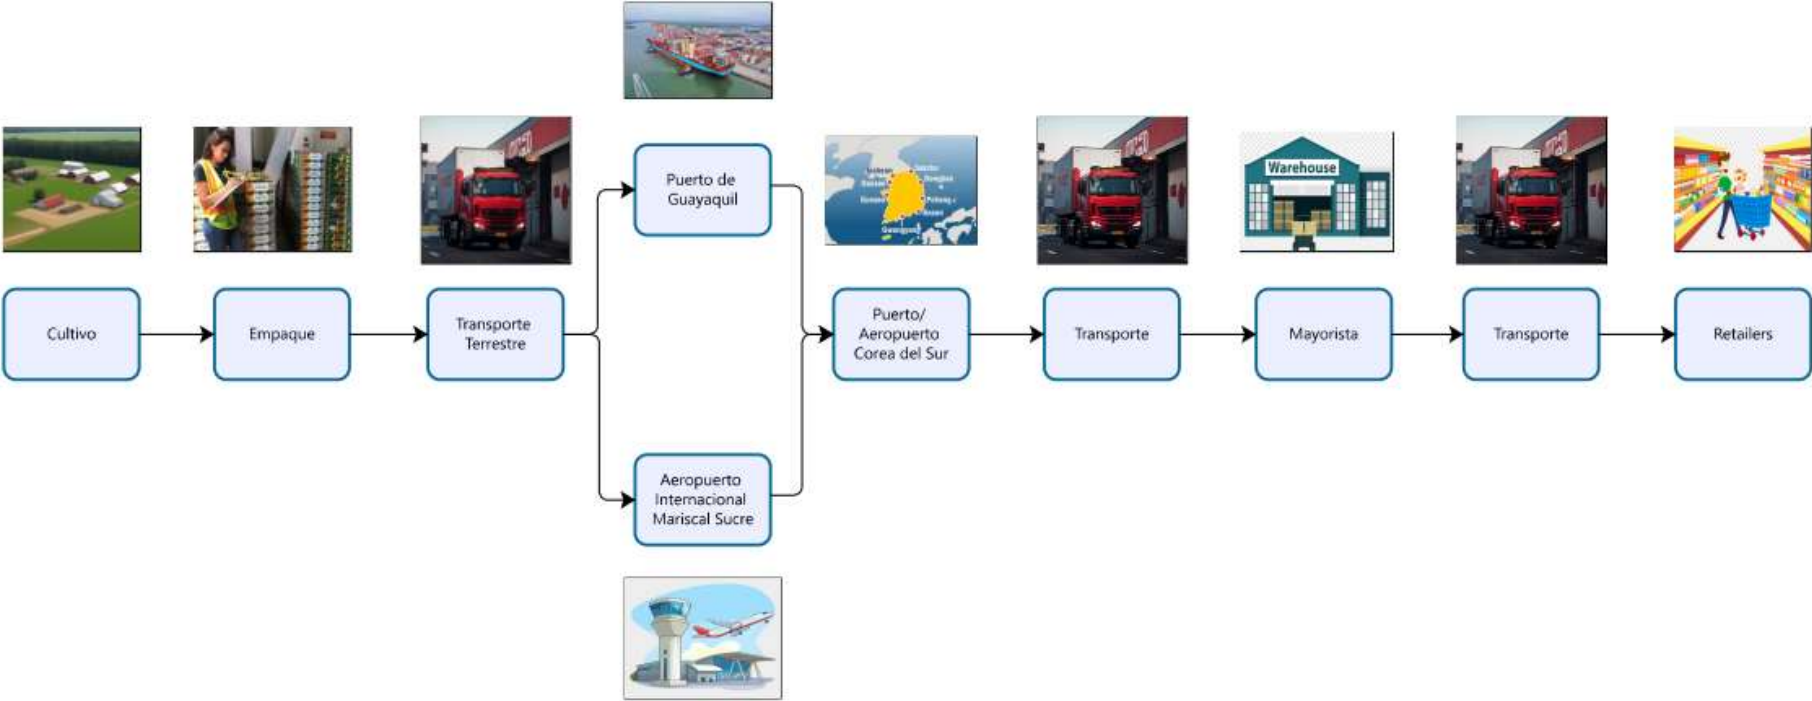 Puerto de
Guayaquil
Warehouse
Cultivo
Empaque
Transporte
Terrestre
Puerto/
Aeropuerto
Corea del Sur
Transporte
Mayorista
Transporte
Retailers
Aeropuerto
Internacional
Mariscal Sucre